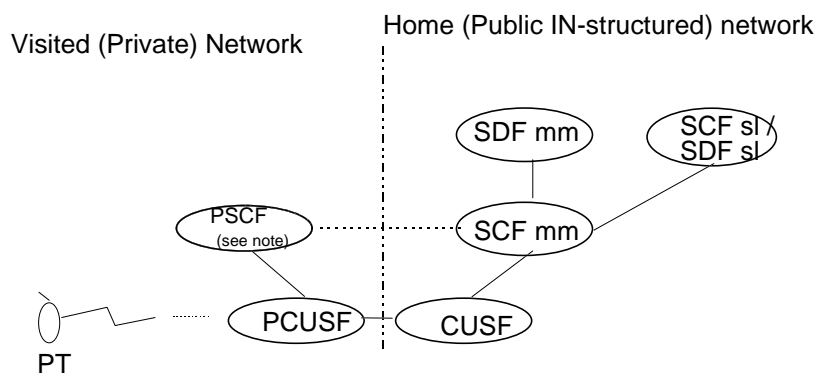 Visited (Private) Network
Home (Public IN-structured) network
SDF mm
SCF sl /
SDF sl
PSCF
(see note)
SCF mm
PCUSF
CUSF
PT